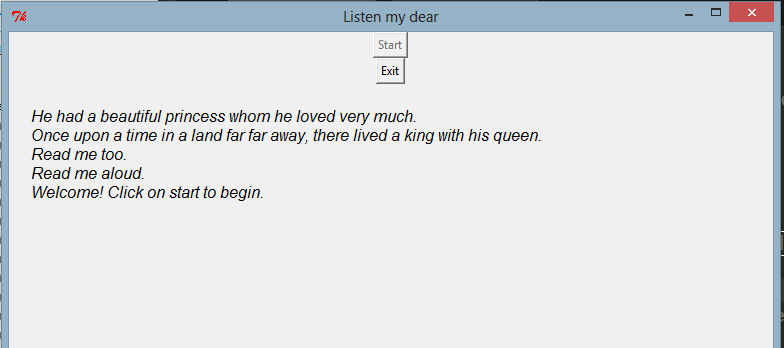 Listen my dear
Start
Exit
He had a beautiful princess whom he loved very much.
Once upon a time in a land far far away, there lived a king with his queen.
Read me too.
Read me aloud.
Welcome! Click on start to begin.